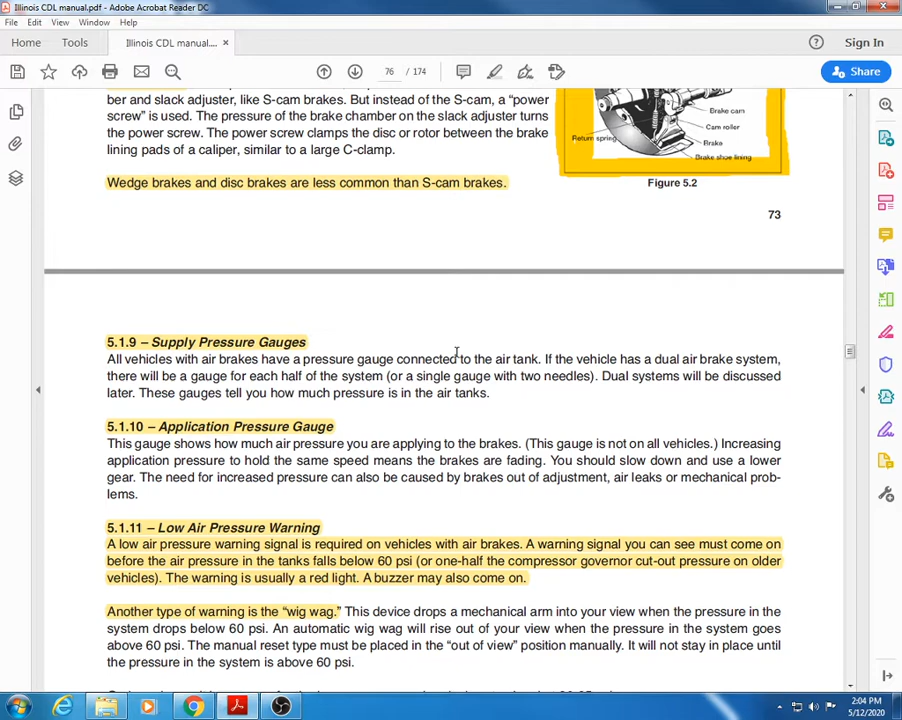 Illinois CDL manual.pdf - Adobe Acrobat Reader DC
File Edit View Window Help
Home Tools Illinois CDL manual.... × Sign In
76 / 174 Share
ber and slack adjuster, like S-cam brakes. But instead of the S-cam, a “power
screw” is used. The pressure of the brake chamber on the slack adjuster turns
the power screw. The power screw clamps the disc or rotor between the brake
lining pads of a caliper, similar to a large C-clamp.
Wedge brakes and disc brakes are less common than S-cam brakes.
Brake cam
Cam roller
Return spring
Brake
Brake shoe lining
Figure 5.2
73
5.1.9 – Supply Pressure Gauges
All vehicles with air brakes have a pressure gauge connected to the air tank. If the vehicle has a dual air brake system,
there will be a gauge for each half of the system (or a single gauge with two needles). Dual systems will be discussed
later. These gauges tell you how much pressure is in the air tanks.
5.1.10 – Application Pressure Gauge
This gauge shows how much air pressure you are applying to the brakes. (This gauge is not on all vehicles.) Increasing
application pressure to hold the same speed means the brakes are fading. You should slow down and use a lower
gear. The need for increased pressure can also be caused by brakes out of adjustment, air leaks or mechanical prob-
lems.
5.1.11 – Low Air Pressure Warning
A low air pressure warning signal is required on vehicles with air brakes. A warning signal you can see must come on
before the air pressure in the tanks falls below 60 psi (or one-half the compressor governor cut-out pressure on older
vehicles). The warning is usually a red light. A buzzer may also come on.
Another type of warning is the “wig wag.” This device drops a mechanical arm into your view when the pressure in the
system drops below 60 psi. An automatic wig wag will rise out of your view when the pressure in the system goes
above 60 psi. The manual reset type must be placed in the “out of view” position manually. It will not stay in place until
the pressure in the system is above 60 psi.
2:04 PM
5/12/2020